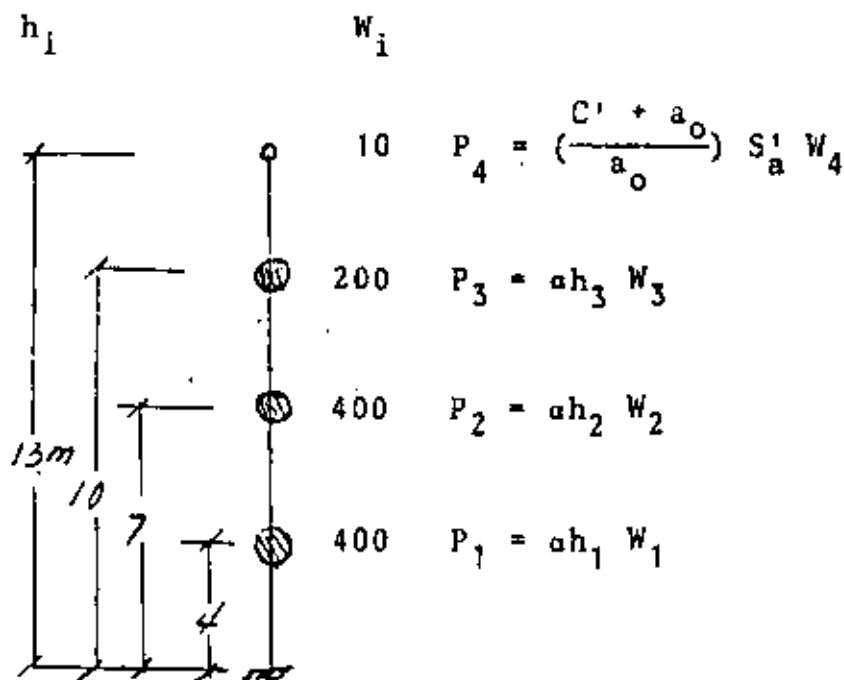 h_i W_i
10 P_4 = (\frac{C' + a_o}{a_o}) S'_a W_4
200 P_3 = αh_3 W_3
400 P_2 = αh_2 W_2
13m
10
7
400 P_1 = αh_1 W_1
4